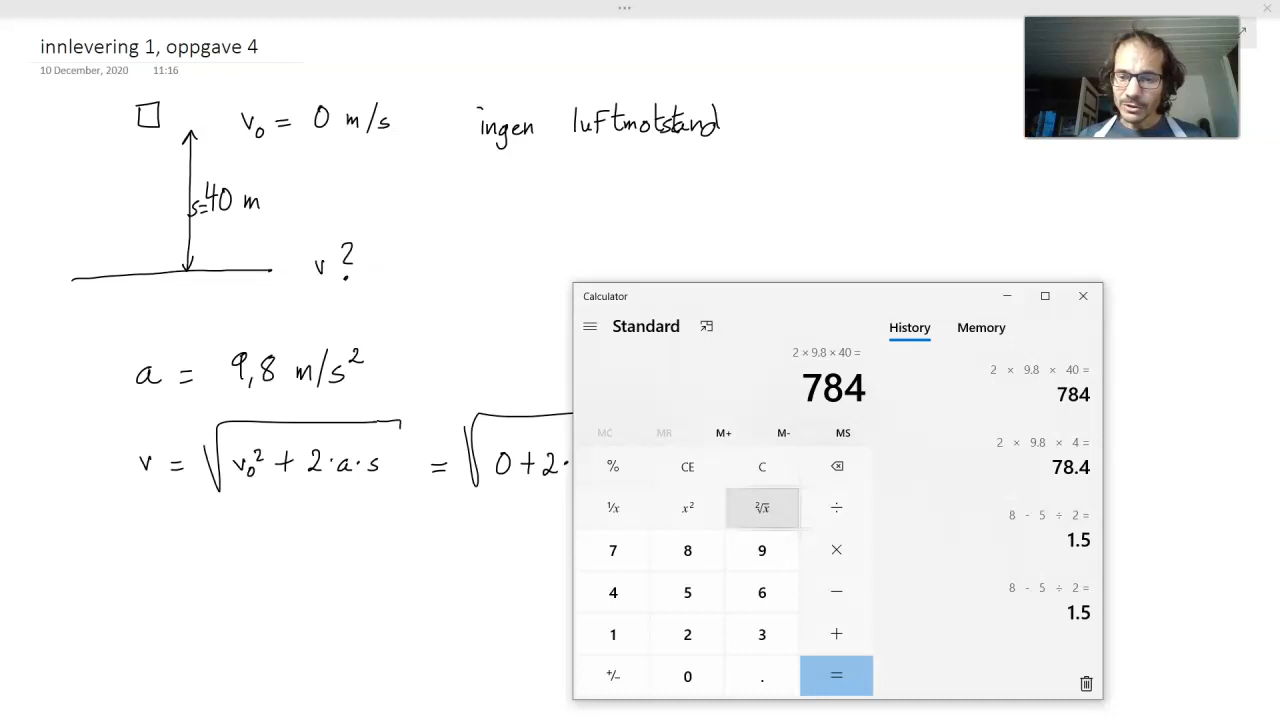 innlevering 1, oppgave 4
10 December, 2020 11:16
v₀ = 0 m/s ingen luftmotstand
s=40 m
v ?
a = 9,8 m/s²
v = √(v₀² + 2·a·s) = √(0+2·
Calculator
Standard
History Memory
2 × 9.8 × 40 =
784
MC MR M+ M- MS
% CE C
⅟x x² ²√x ÷
7 8 9 ×
4 5 6 −
1 2 3 +
+/− 0 . =
2 × 9.8 × 40 =
784
2 × 9.8 × 4 =
78.4
8 - 5 ÷ 2 =
1.5
8 - 5 ÷ 2 =
1.5